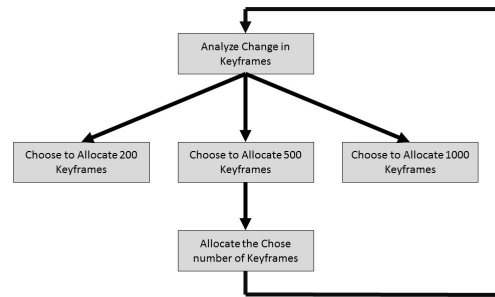 Analyze Change in
Keyframes
Choose to Allocate 200
Keyframes
Choose to Allocate 500
Keyframes
Choose to Allocate 1000
Keyframes
Allocate the Chose
number of Keyframes